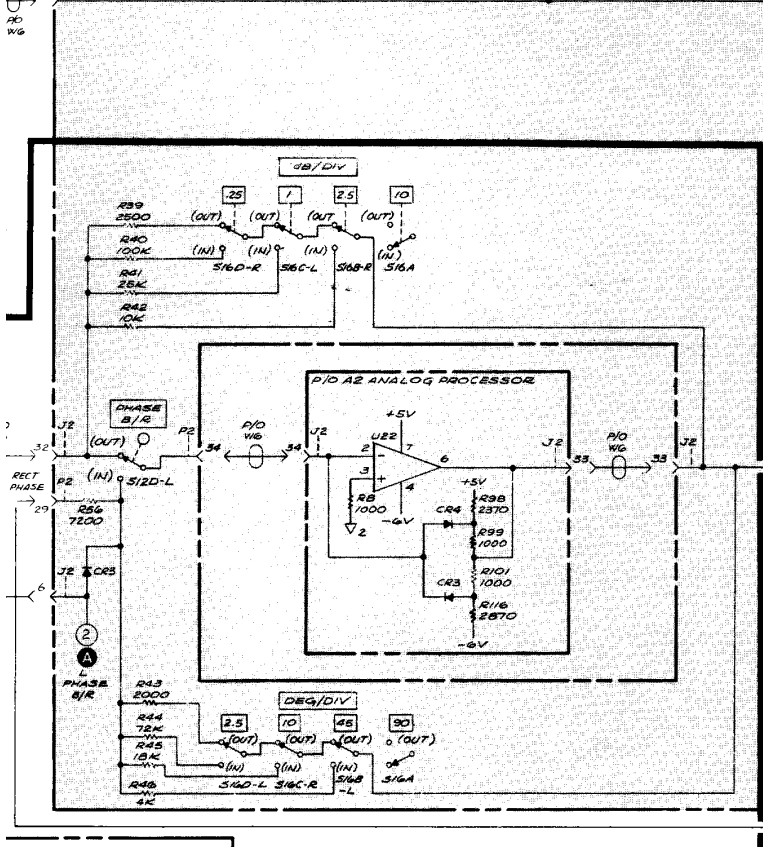 P/O
W6
dB/DIV
.25
1
2.5
10
R39
2500
(OUT)
(OUT)
(OUT)
(OUT)
R40
100K
(IN)
(IN)
(IN)
(IN)
S16D-R
S16C-L
S16B-R
S16A
R41
25K
R42
10K
P/O A2 ANALOG PROCESSOR
PHASE
B/R
J2
(OUT)
P2
P/O
W6
J2
+5V
U22
7
J2
P/O
W6
J2
32
34
34
2
-
6
33
33
RECT
PHASE
P2
(IN)
S12D-L
3
+
4
29
R56
7200
R8
1000
2
-6V
+5V
R98
2370
CR4
R99
1000
6
J2
CR3
R101
1000
CR3
R116
2870
-6V
2
A
L
PHASE
B/R
R43
2000
DEG/DIV
2.5
10
45
90
R44
72K
(OUT)
(OUT)
(OUT)
(OUT)
R45
18K
(IN)
(IN)
(IN)
S16D-L
S16C-R
S16B
-L
S16A
R46
4K